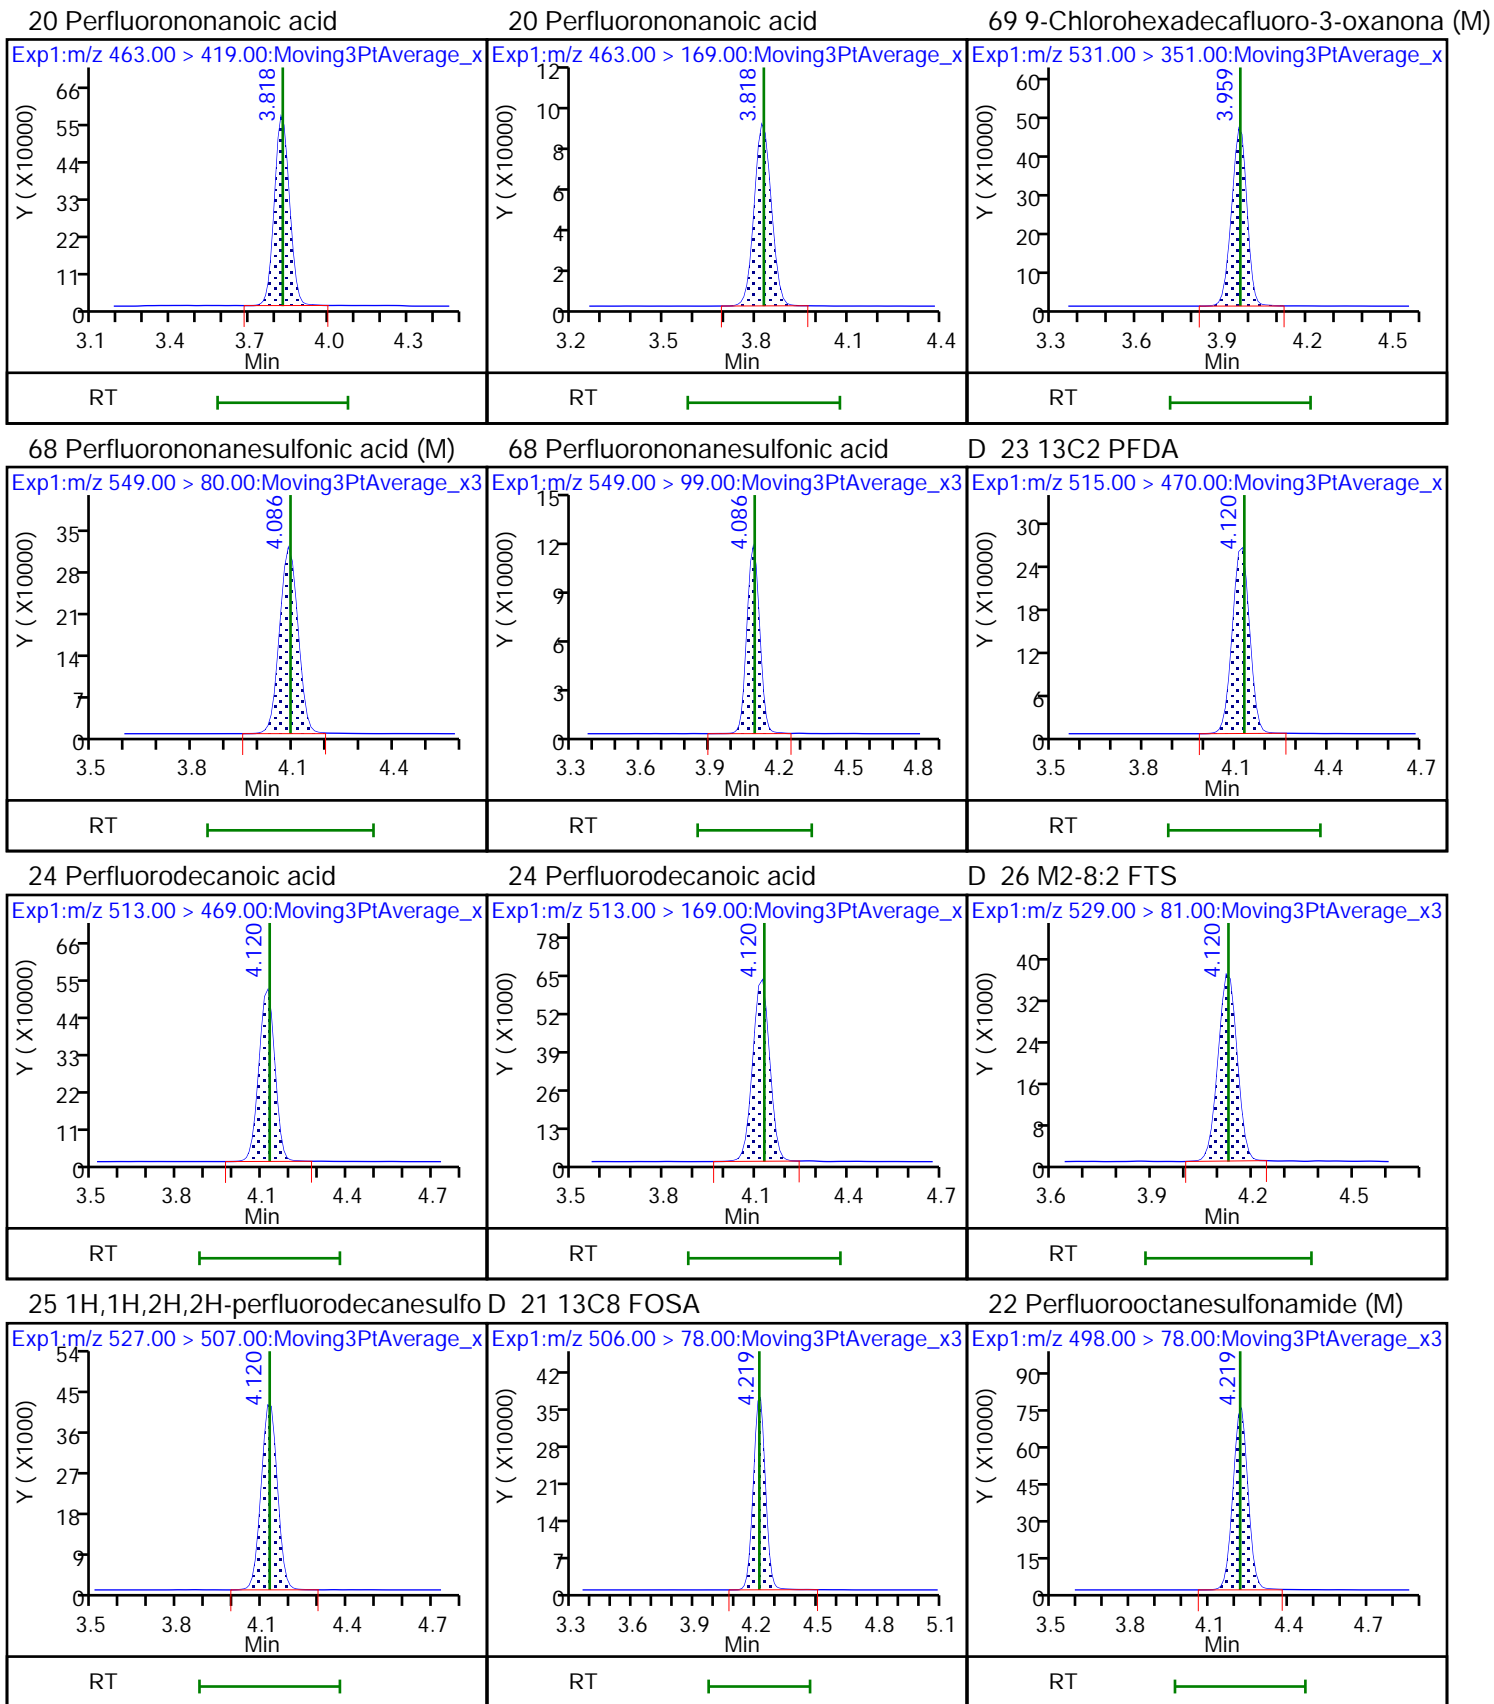 20 Perfluorononanoic acid
Exp1:m/z 463.00 > 419.00:Moving3PtAverage_x
3.818
Y ( X10000)
66
55
44
33
22
11
0
3.1 3.4 3.7 4.0 4.3
Min
RT
20 Perfluorononanoic acid
Exp1:m/z 463.00 > 169.00:Moving3PtAverage_x
3.818
Y ( X10000)
12
10
8
6
4
2
0
3.2 3.5 3.8 4.1 4.4
Min
RT
69 9-Chlorohexadecafluoro-3-oxanona (M)
Exp1:m/z 531.00 > 351.00:Moving3PtAverage_x
3.959
Y ( X10000)
60
50
40
30
20
10
0
3.3 3.6 3.9 4.2 4.5
Min
RT
68 Perfluorononanesulfonic acid (M)
Exp1:m/z 549.00 > 80.00:Moving3PtAverage_x3
4.086
Y ( X10000)
35
28
21
14
7
0
3.5 3.8 4.1 4.4
Min
RT
68 Perfluorononanesulfonic acid
Exp1:m/z 549.00 > 99.00:Moving3PtAverage_x3
4.086
Y ( X10000)
15
12
9
6
3
0
3.3 3.6 3.9 4.2 4.5 4.8
Min
RT
D 23 13C2 PFDA
Exp1:m/z 515.00 > 470.00:Moving3PtAverage_x
4.120
Y ( X10000)
30
24
18
12
6
0
3.5 3.8 4.1 4.4 4.7
Min
RT
24 Perfluorodecanoic acid
Exp1:m/z 513.00 > 469.00:Moving3PtAverage_x
4.120
Y ( X10000)
66
55
44
33
22
11
0
3.5 3.8 4.1 4.4 4.7
Min
RT
24 Perfluorodecanoic acid
Exp1:m/z 513.00 > 169.00:Moving3PtAverage_x
4.120
Y ( X1000)
78
65
52
39
26
13
0
3.5 3.8 4.1 4.4 4.7
Min
RT
D 26 M2-8:2 FTS
Exp1:m/z 529.00 > 81.00:Moving3PtAverage_x3
4.120
Y ( X1000)
40
32
24
16
8
0
3.6 3.9 4.2 4.5
Min
RT
25 1H,1H,2H,2H-perfluorodecanesulfo
Exp1:m/z 527.00 > 507.00:Moving3PtAverage_x
4.120
Y ( X1000)
54
45
36
27
18
9
0
3.5 3.8 4.1 4.4 4.7
Min
RT
D 21 13C8 FOSA
Exp1:m/z 506.00 > 78.00:Moving3PtAverage_x3
4.219
Y ( X10000)
42
35
28
21
14
7
0
3.3 3.6 3.9 4.2 4.5 4.8 5.1
Min
RT
22 Perfluorooctanesulfonamide (M)
Exp1:m/z 498.00 > 78.00:Moving3PtAverage_x3
4.219
Y ( X10000)
90
75
60
45
30
15
0
3.5 3.8 4.1 4.4 4.7
Min
RT